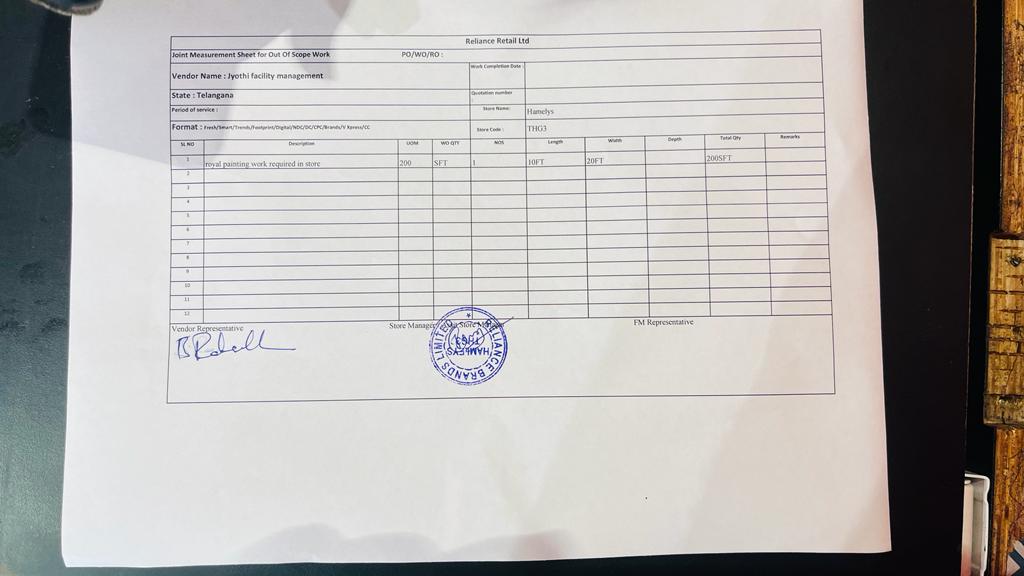 Reliance Retail Ltd
Joint Measurement Sheet for Out Of Scope Work PO/WO/RO :
Vendor Name : Jyothi facility management Work Completion Date :
State : Telangana Quotation number :
Period of service : Store Name: Hamelys
Format : Fresh/Smart/Trends/Footprint/Digital/NDC/DC/CPC/Brands/V Xpress/CC Store Code : THG3
SL NO Description UOM WO QTY NOS Length Width Depth Total Qty Remarks
1 royal painting work required in store 200 SFT 1 10FT 20FT 200SFT
2
3
4
5
6
7
8
9
10
11
12
Vendor Representative Store Manager Store FM Representative
RELIANCE BRANDS LIMITED
HAMLEYS
THG3